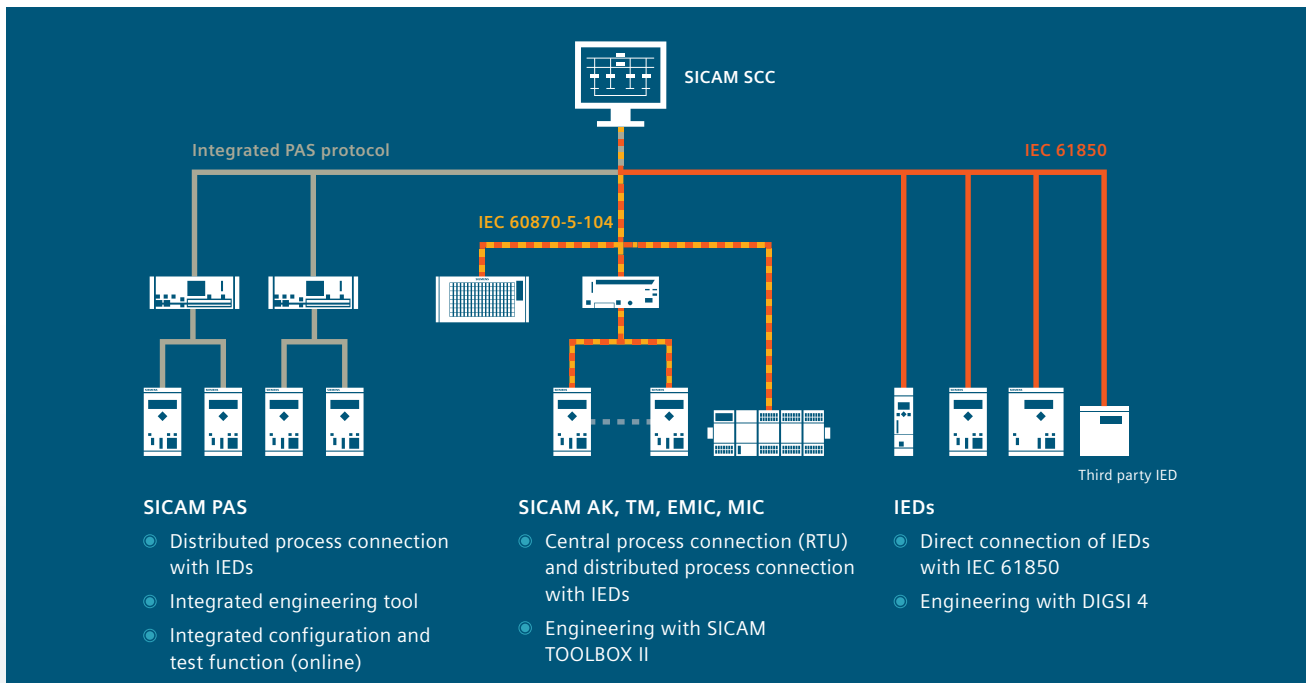 SICAM SCC
Integrated PAS protocol
IEC 61850
IEC 60870-5-104
Third party IED
SICAM PAS
Distributed process connection
with IEDs
Integrated engineering tool
Integrated configuration and
test function (online)
SICAM AK, TM, EMIC, MIC
Central process connection (RTU)
and distributed process connection
with IEDs
Engineering with SICAM
TOOLBOX II
IEDs
Direct connection of IEDs
with IEC 61850
Engineering with DIGSI 4